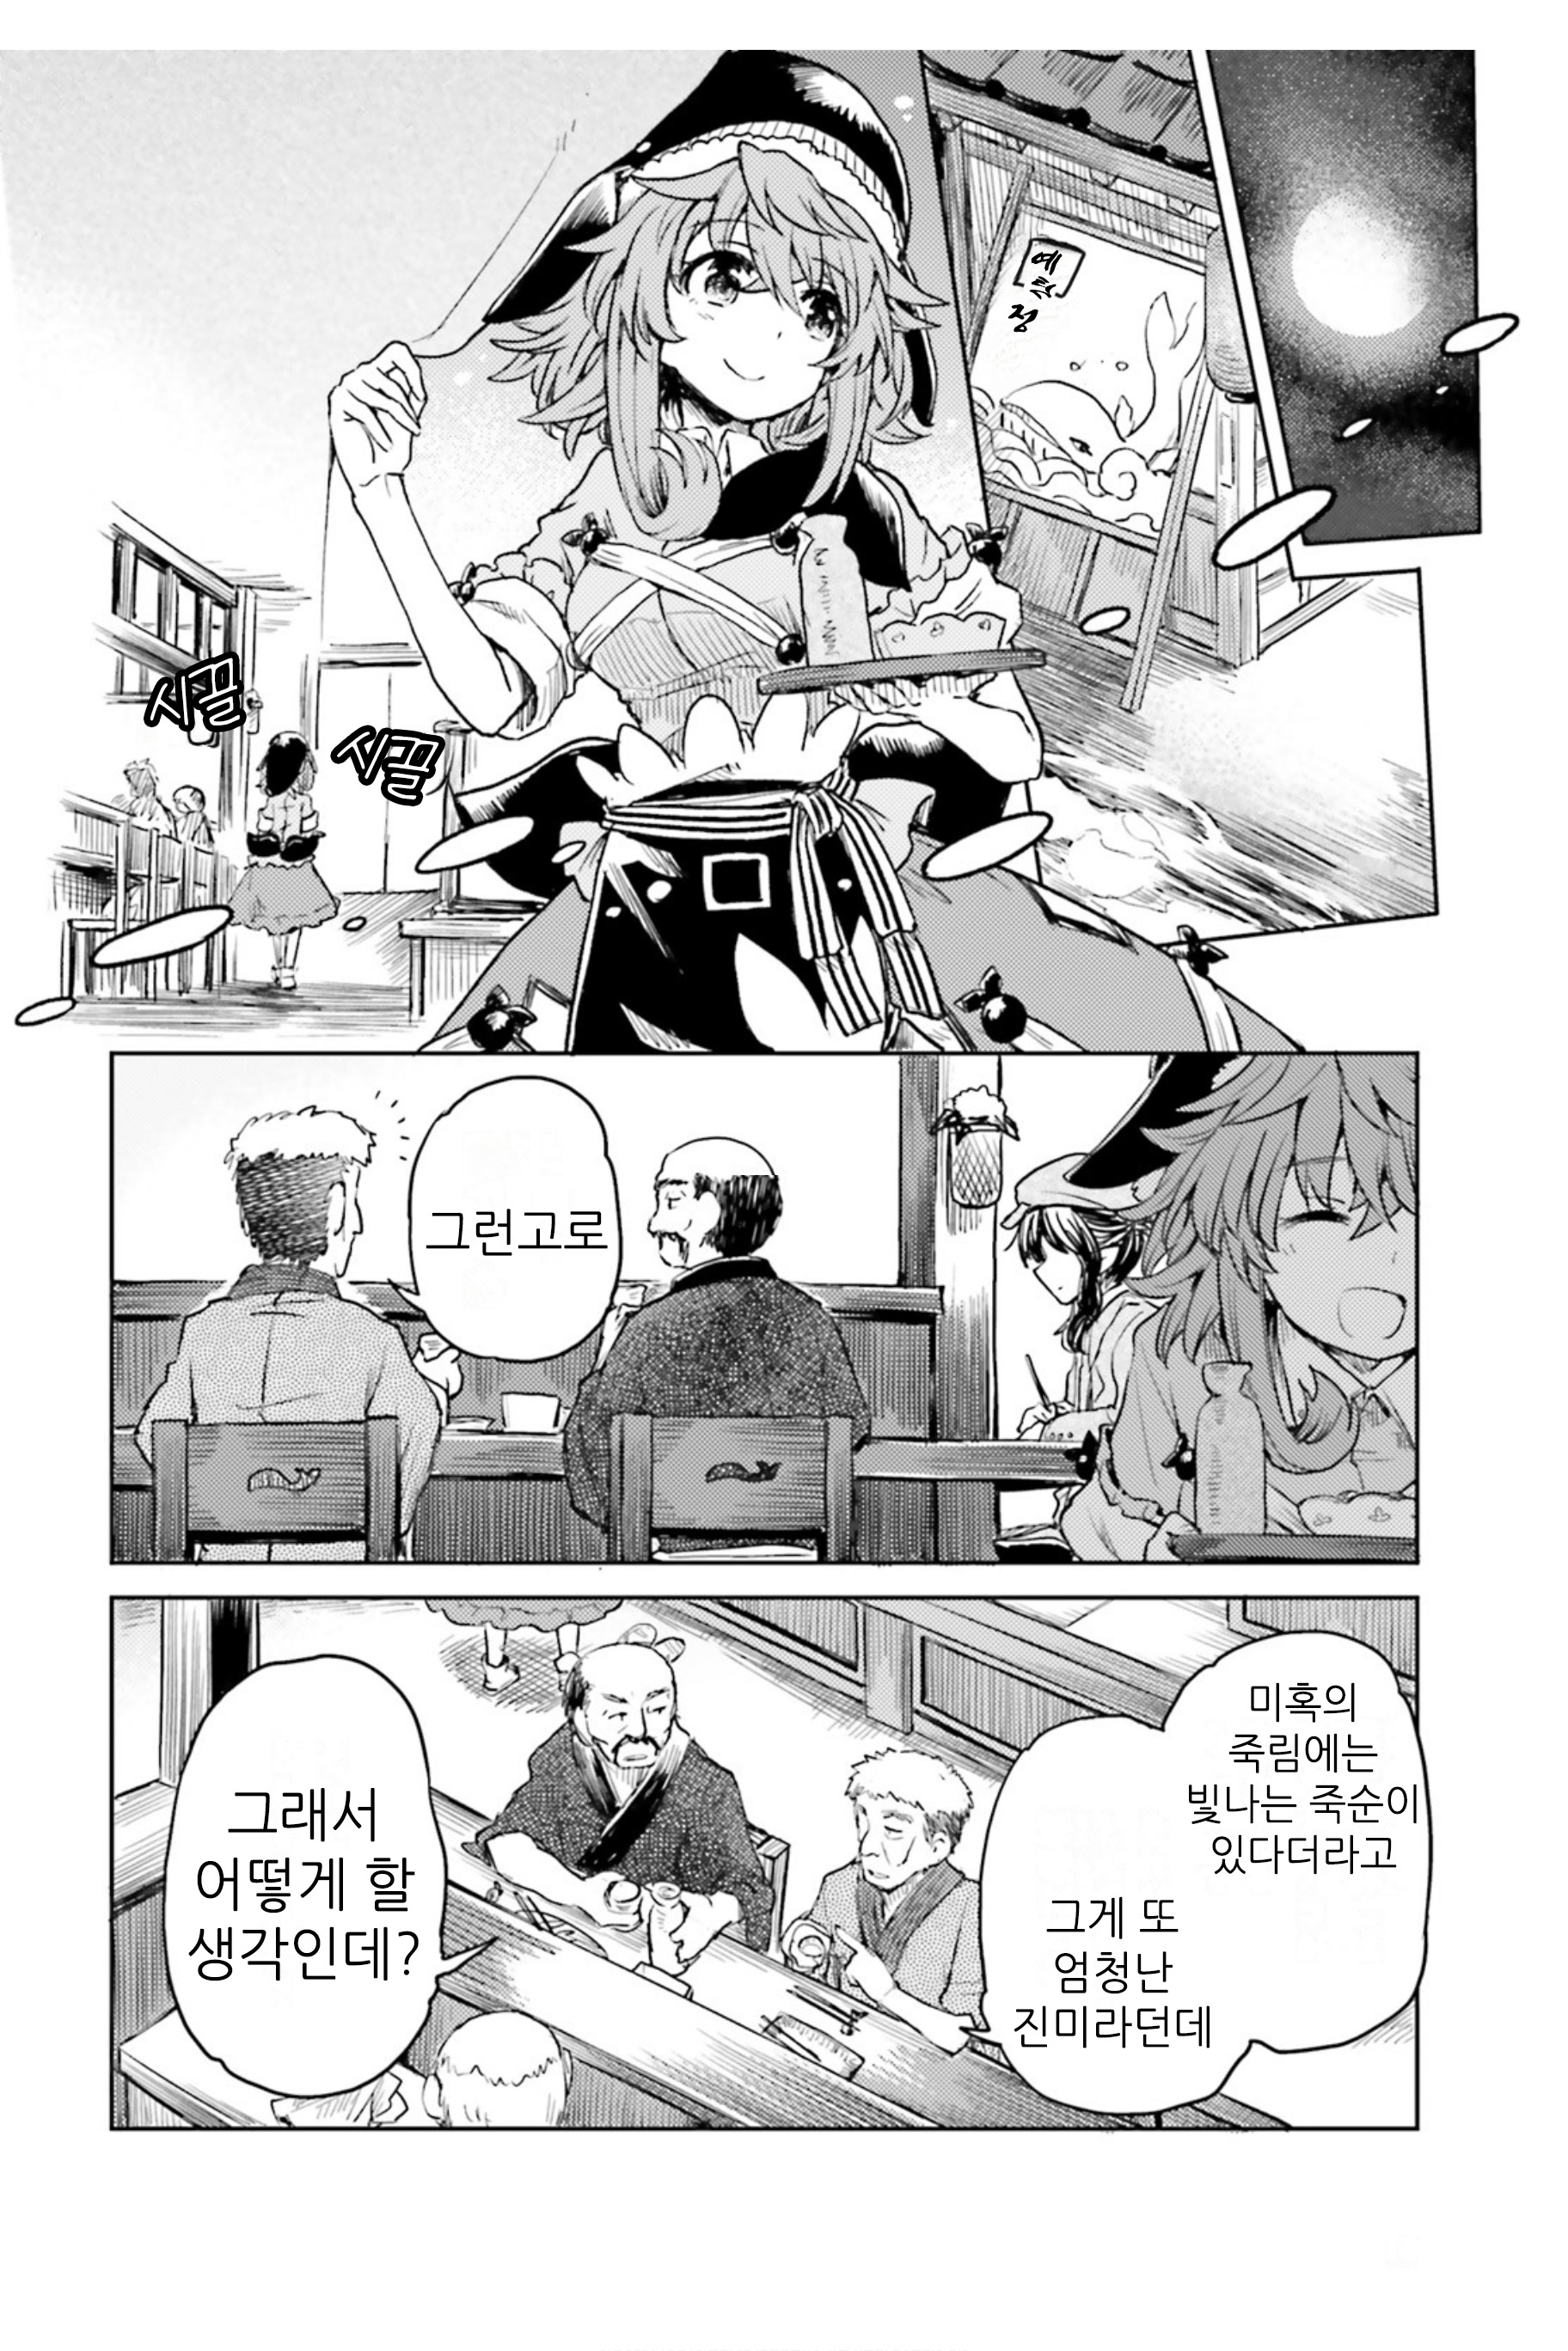 예
트
정
시끌
시끌
그런고로
미혹의
죽림에는
빛나는 죽순이
있다더라고
그게 또
엄청난
진미라던데
그래서
어떻게 할
생각인데?